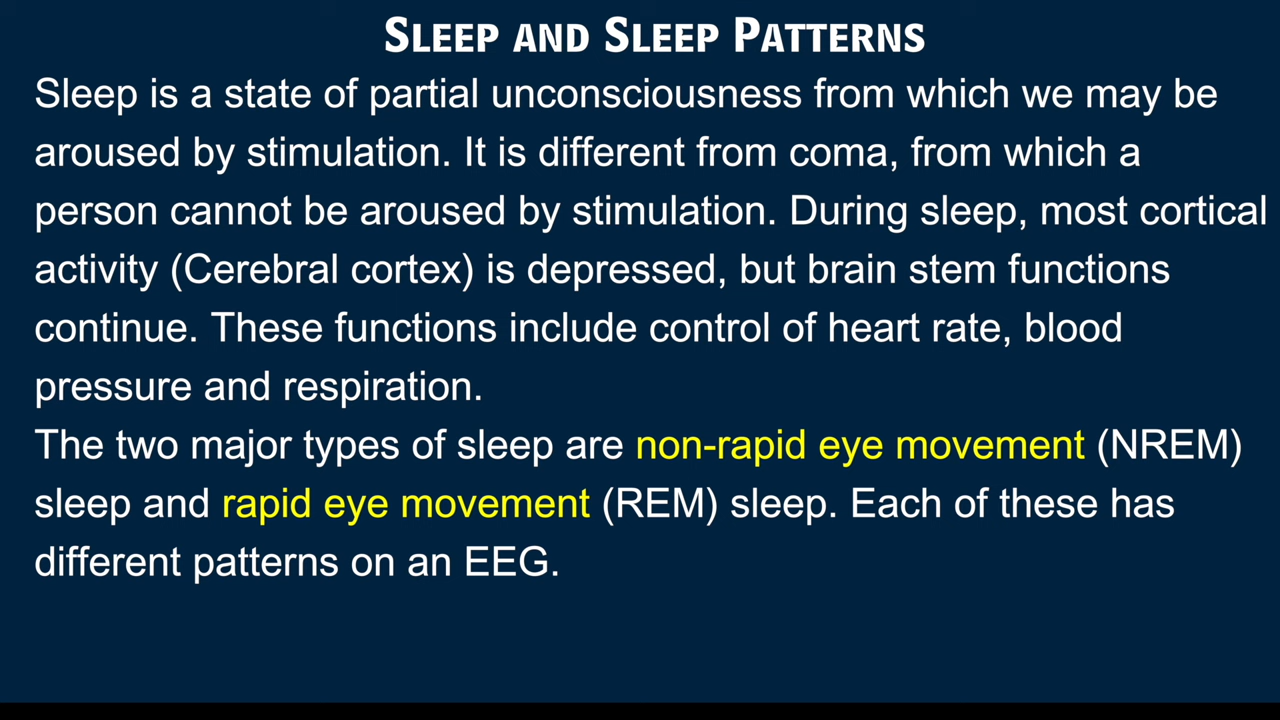 Sleep and Sleep Patterns
Sleep is a state of partial unconsciousness from which we may be
aroused by stimulation. It is different from coma, from which a
person cannot be aroused by stimulation. During sleep, most cortical
activity (Cerebral cortex) is depressed, but brain stem functions
continue. These functions include control of heart rate, blood
pressure and respiration.
The two major types of sleep are non-rapid eye movement (NREM)
sleep and rapid eye movement (REM) sleep. Each of these has
different patterns on an EEG.